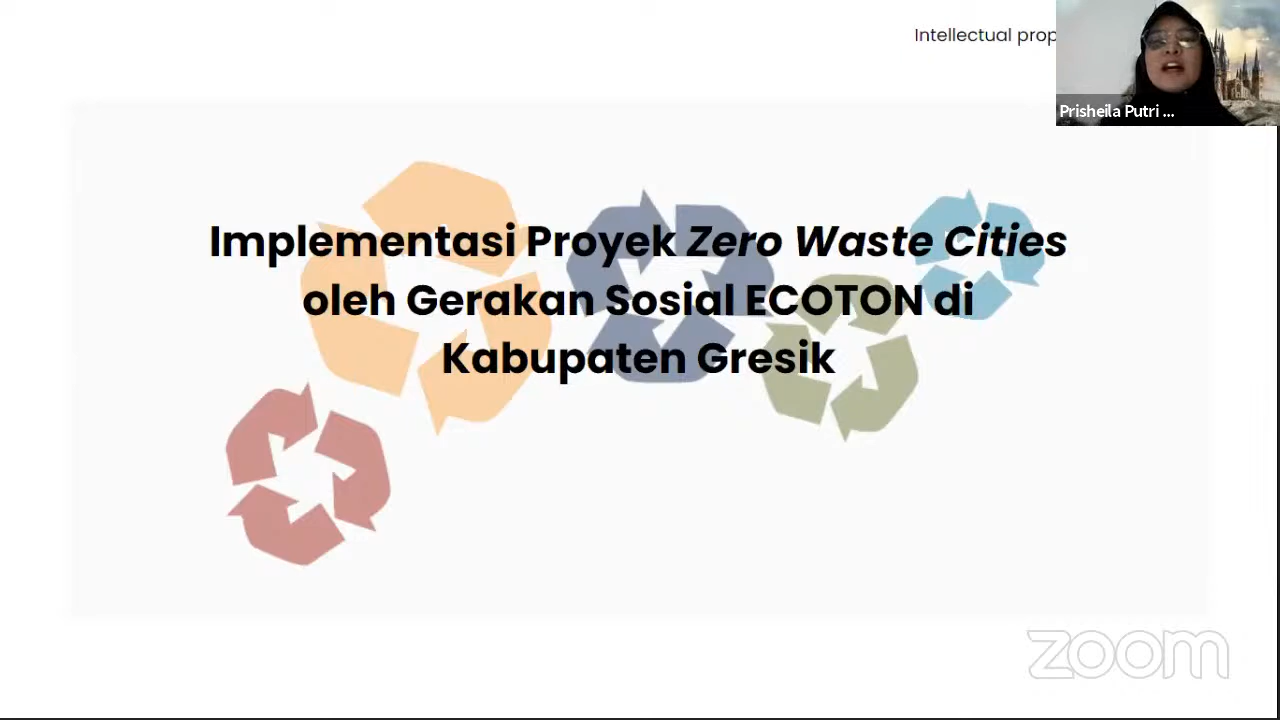 Intellectual prop
Prisheila Putri ...
Implementasi Proyek Zero Waste Cities
oleh Gerakan Sosial ECOTON di
Kabupaten Gresik
zoom